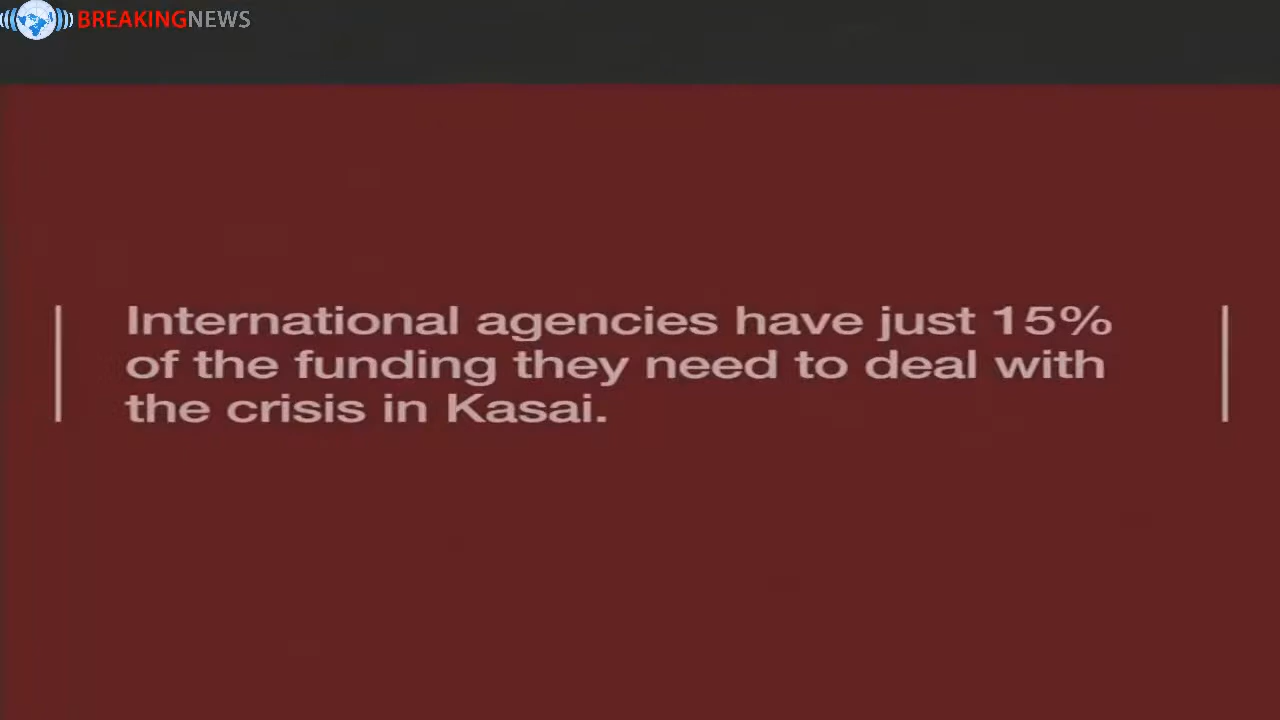 BREAKINGNEWS
International agencies have just 15%
of the funding they need to deal with
the crisis in Kasai.